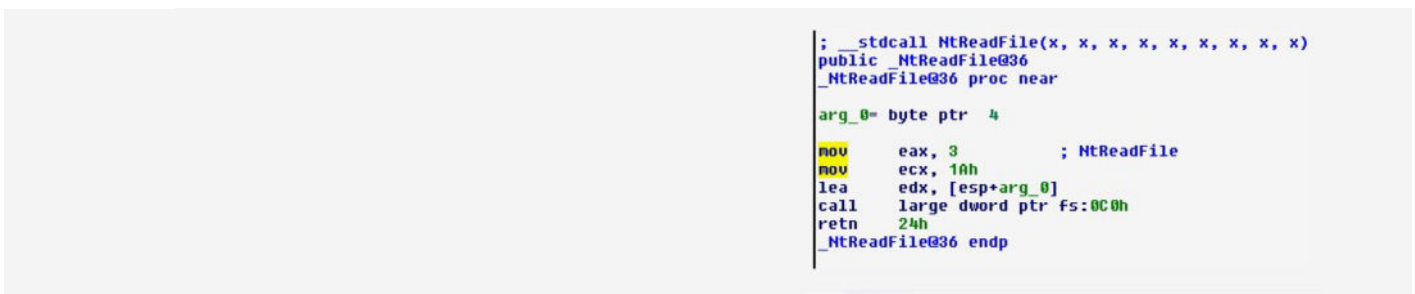 ; __stdcall NtReadFile(x, x, x, x, x, x, x, x, x)
public _NtReadFile@36
_NtReadFile@36 proc near
arg_0= byte ptr 4
mov eax, 3 ; NtReadFile
mov ecx, 1Ah
lea edx, [esp+arg_0]
call large dword ptr fs:0C0h
retn 24h
_NtReadFile@36 endp